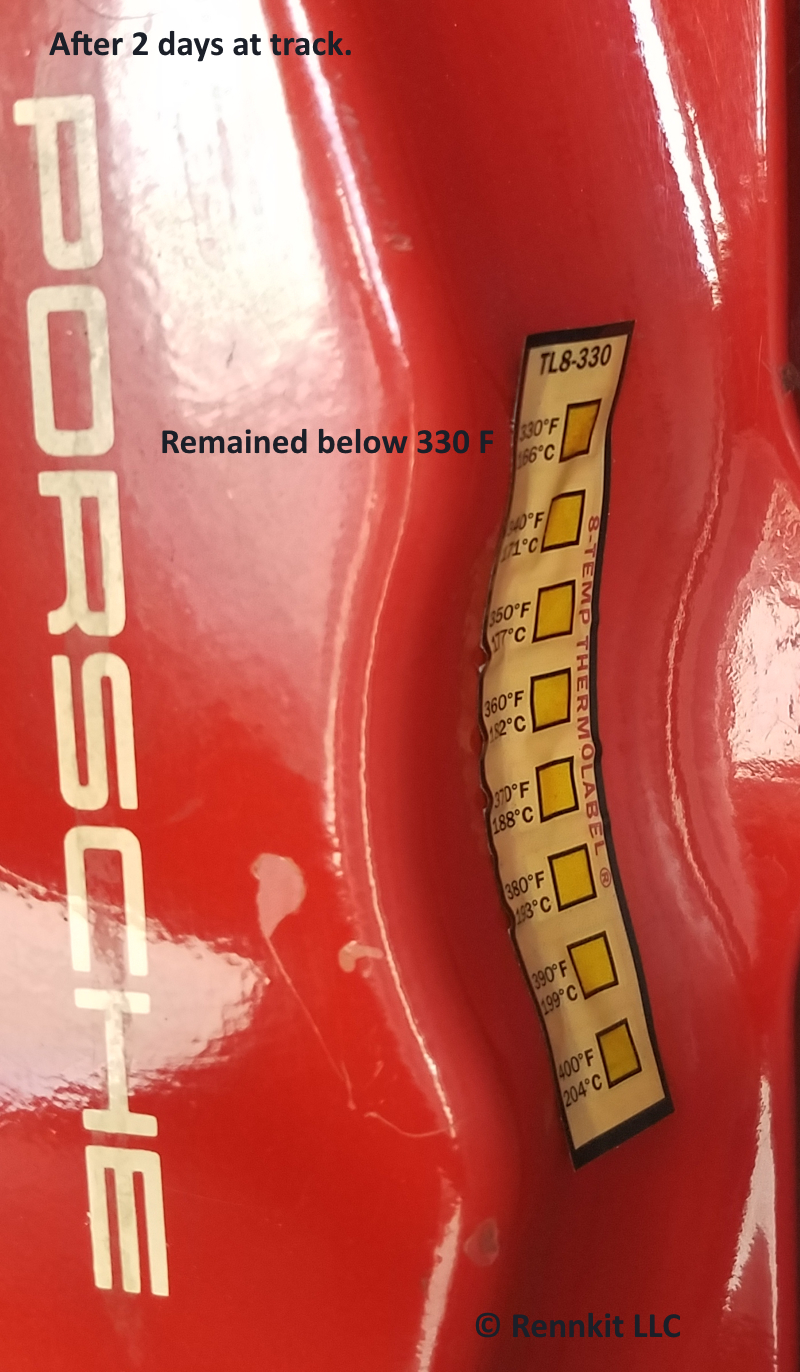 After 2 days at track.
PORSCHE
Remained below 330 F
TL8-330
330°F
166°C
340°F
171°C
350°F
177°C
360°F
182°C
370°F
188°C
380°F
193°C
390°F
199°C
400°F
204°C
8-TEMP THERMOLABEL ®
© Rennkit LLC